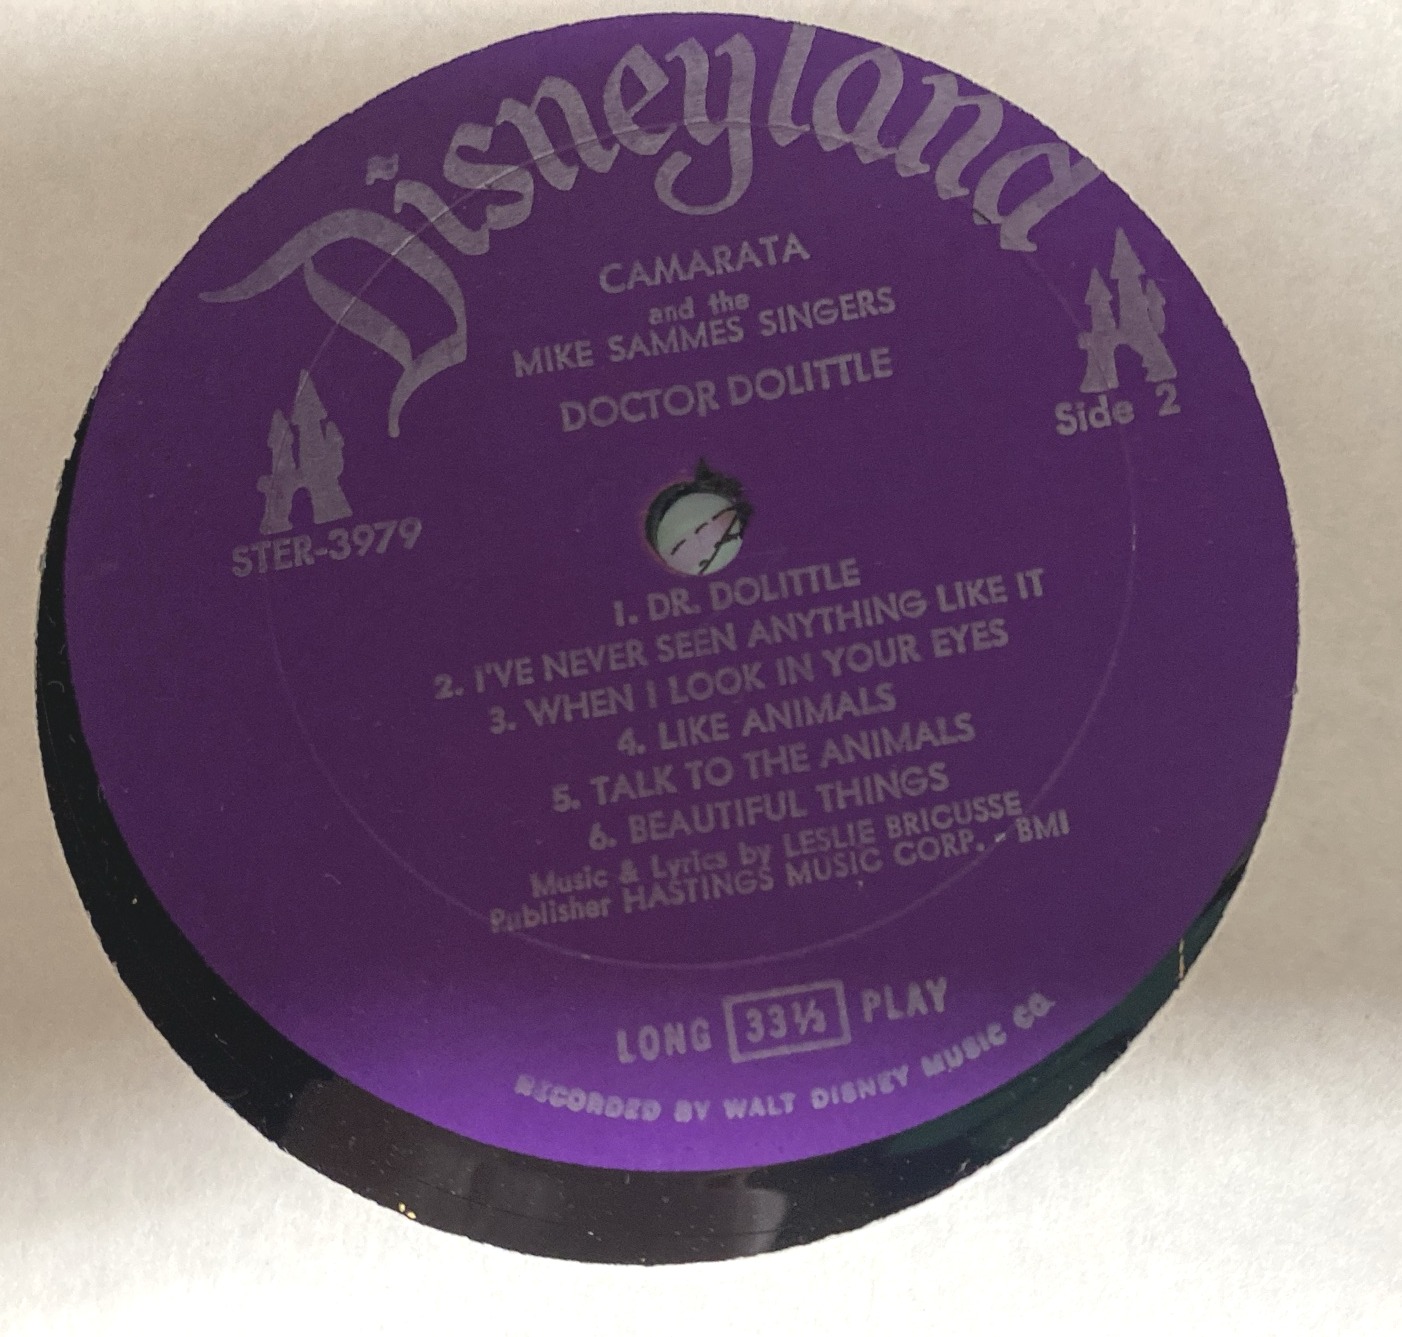 Disneyland
CAMARATA
and the
MIKE SAMMES SINGERS
DOCTOR DOLITTLE
Side 2
STER-3979
1. DR. DOLITTLE
2. I'VE NEVER SEEN ANYTHING LIKE IT
3. WHEN I LOOK IN YOUR EYES
4. LIKE ANIMALS
5. TALK TO THE ANIMALS
6. BEAUTIFUL THINGS
Music & Lyrics by LESLIE BRICUSSE
Publisher HASTINGS MUSIC CORP. - BMI
LONG 33⅓ PLAY
RECORDED BY WALT DISNEY MUSIC CO.